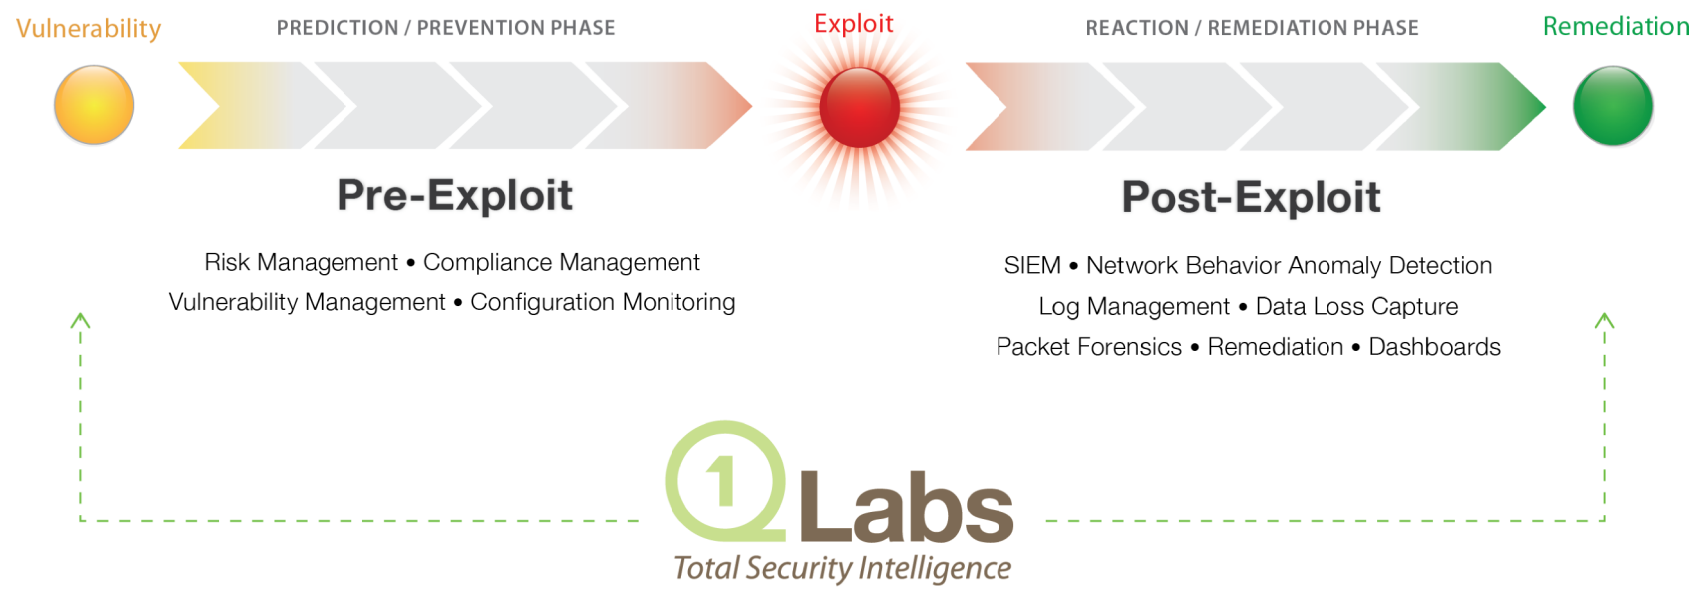 Vulnerability
PREDICTION / PREVENTION PHASE
Exploit
REACTION / REMEDIATION PHASE
Remediation
Pre-Exploit
Risk Management • Compliance Management
Vulnerability Management • Configuration Monitoring
Post-Exploit
SIEM • Network Behavior Anomaly Detection
Log Management • Data Loss Capture
Packet Forensics • Remediation • Dashboards
Q1 Labs
Total Security Intelligence